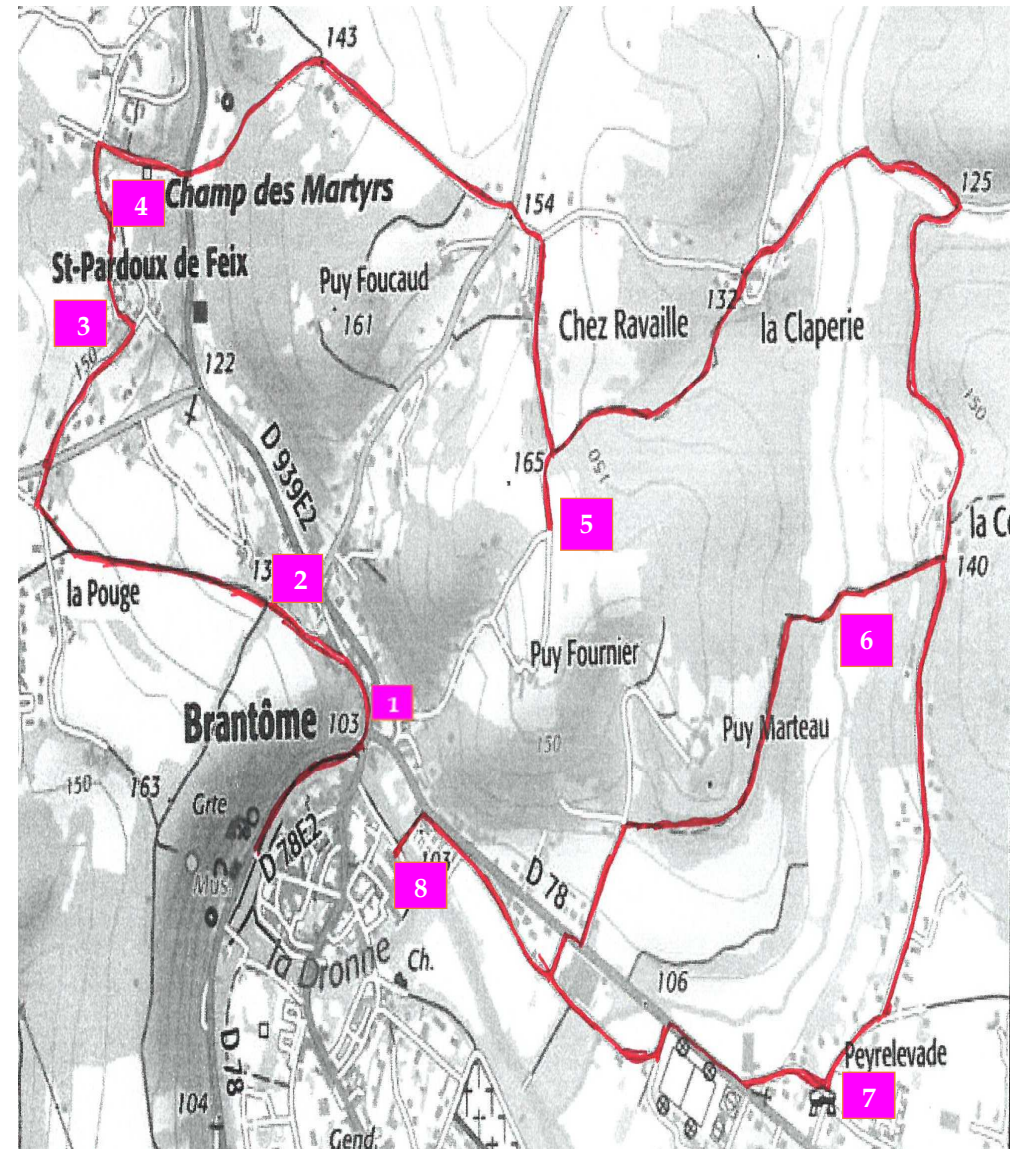 143
4
Champ des Martyrs
125
154
St-Pardoux de Feix
Puy Foucaud
161
3
132
Chez Ravaille
la Claperie
150
122
150
D 939E2
165
150
5
la Pouge
2
140
6
Puy Fournier
1
Brantôme
103
Puy Marteau
150
150
163
Grte
D 78E2
Mus.
103
8
D 78
la Dronne
Ch.
106
D 78
Peyrelevade
7
104
Gend.